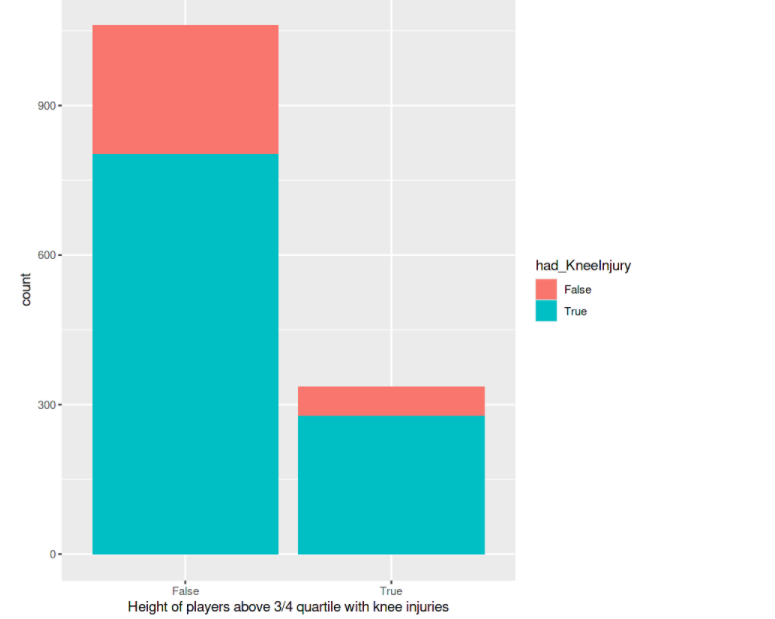 900
600
300
0
count
False
True
Height of players above 3/4 quartile with knee injuries
had_KneeInjury
False
True